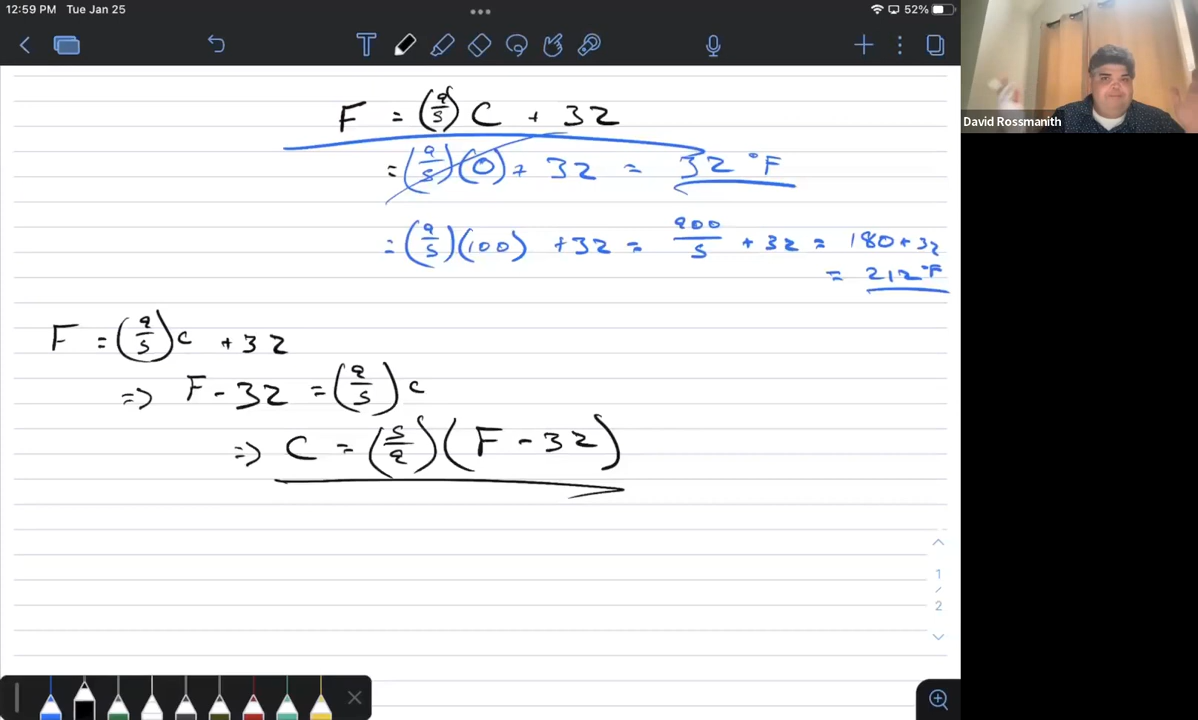 12:59 PM Tue Jan 25 52%
David Rossmanith
F = (9/5) C + 32
= (9/5)(0) + 32 = 32 °F
= (9/5)(100) + 32 = 900/5 + 32 = 180 + 32
= 212 °F
F = (9/5) C + 32
=> F - 32 = (9/5) C
=> C = (5/9)(F - 32)
1
/
2